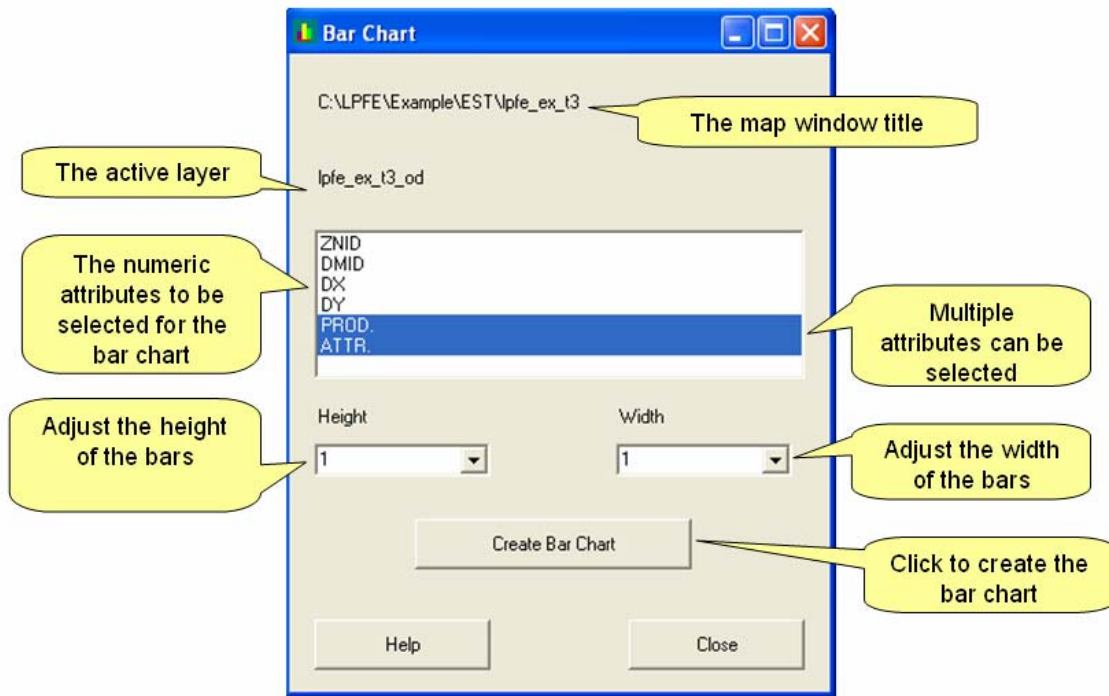 Bar Chart
C:\LPFE\Example\EST\lpfe_ex_t3
The map window title
The active layer
lpfe_ex_t3_od
The numeric
attributes to be
selected for the
bar chart
ZNID
DMID
DX
DY
PROD.
ATTR.
Multiple
attributes can be
selected
Adjust the height
of the bars
Height
1
Width
1
Adjust the width
of the bars
Create Bar Chart
Click to create the
bar chart
Help
Close